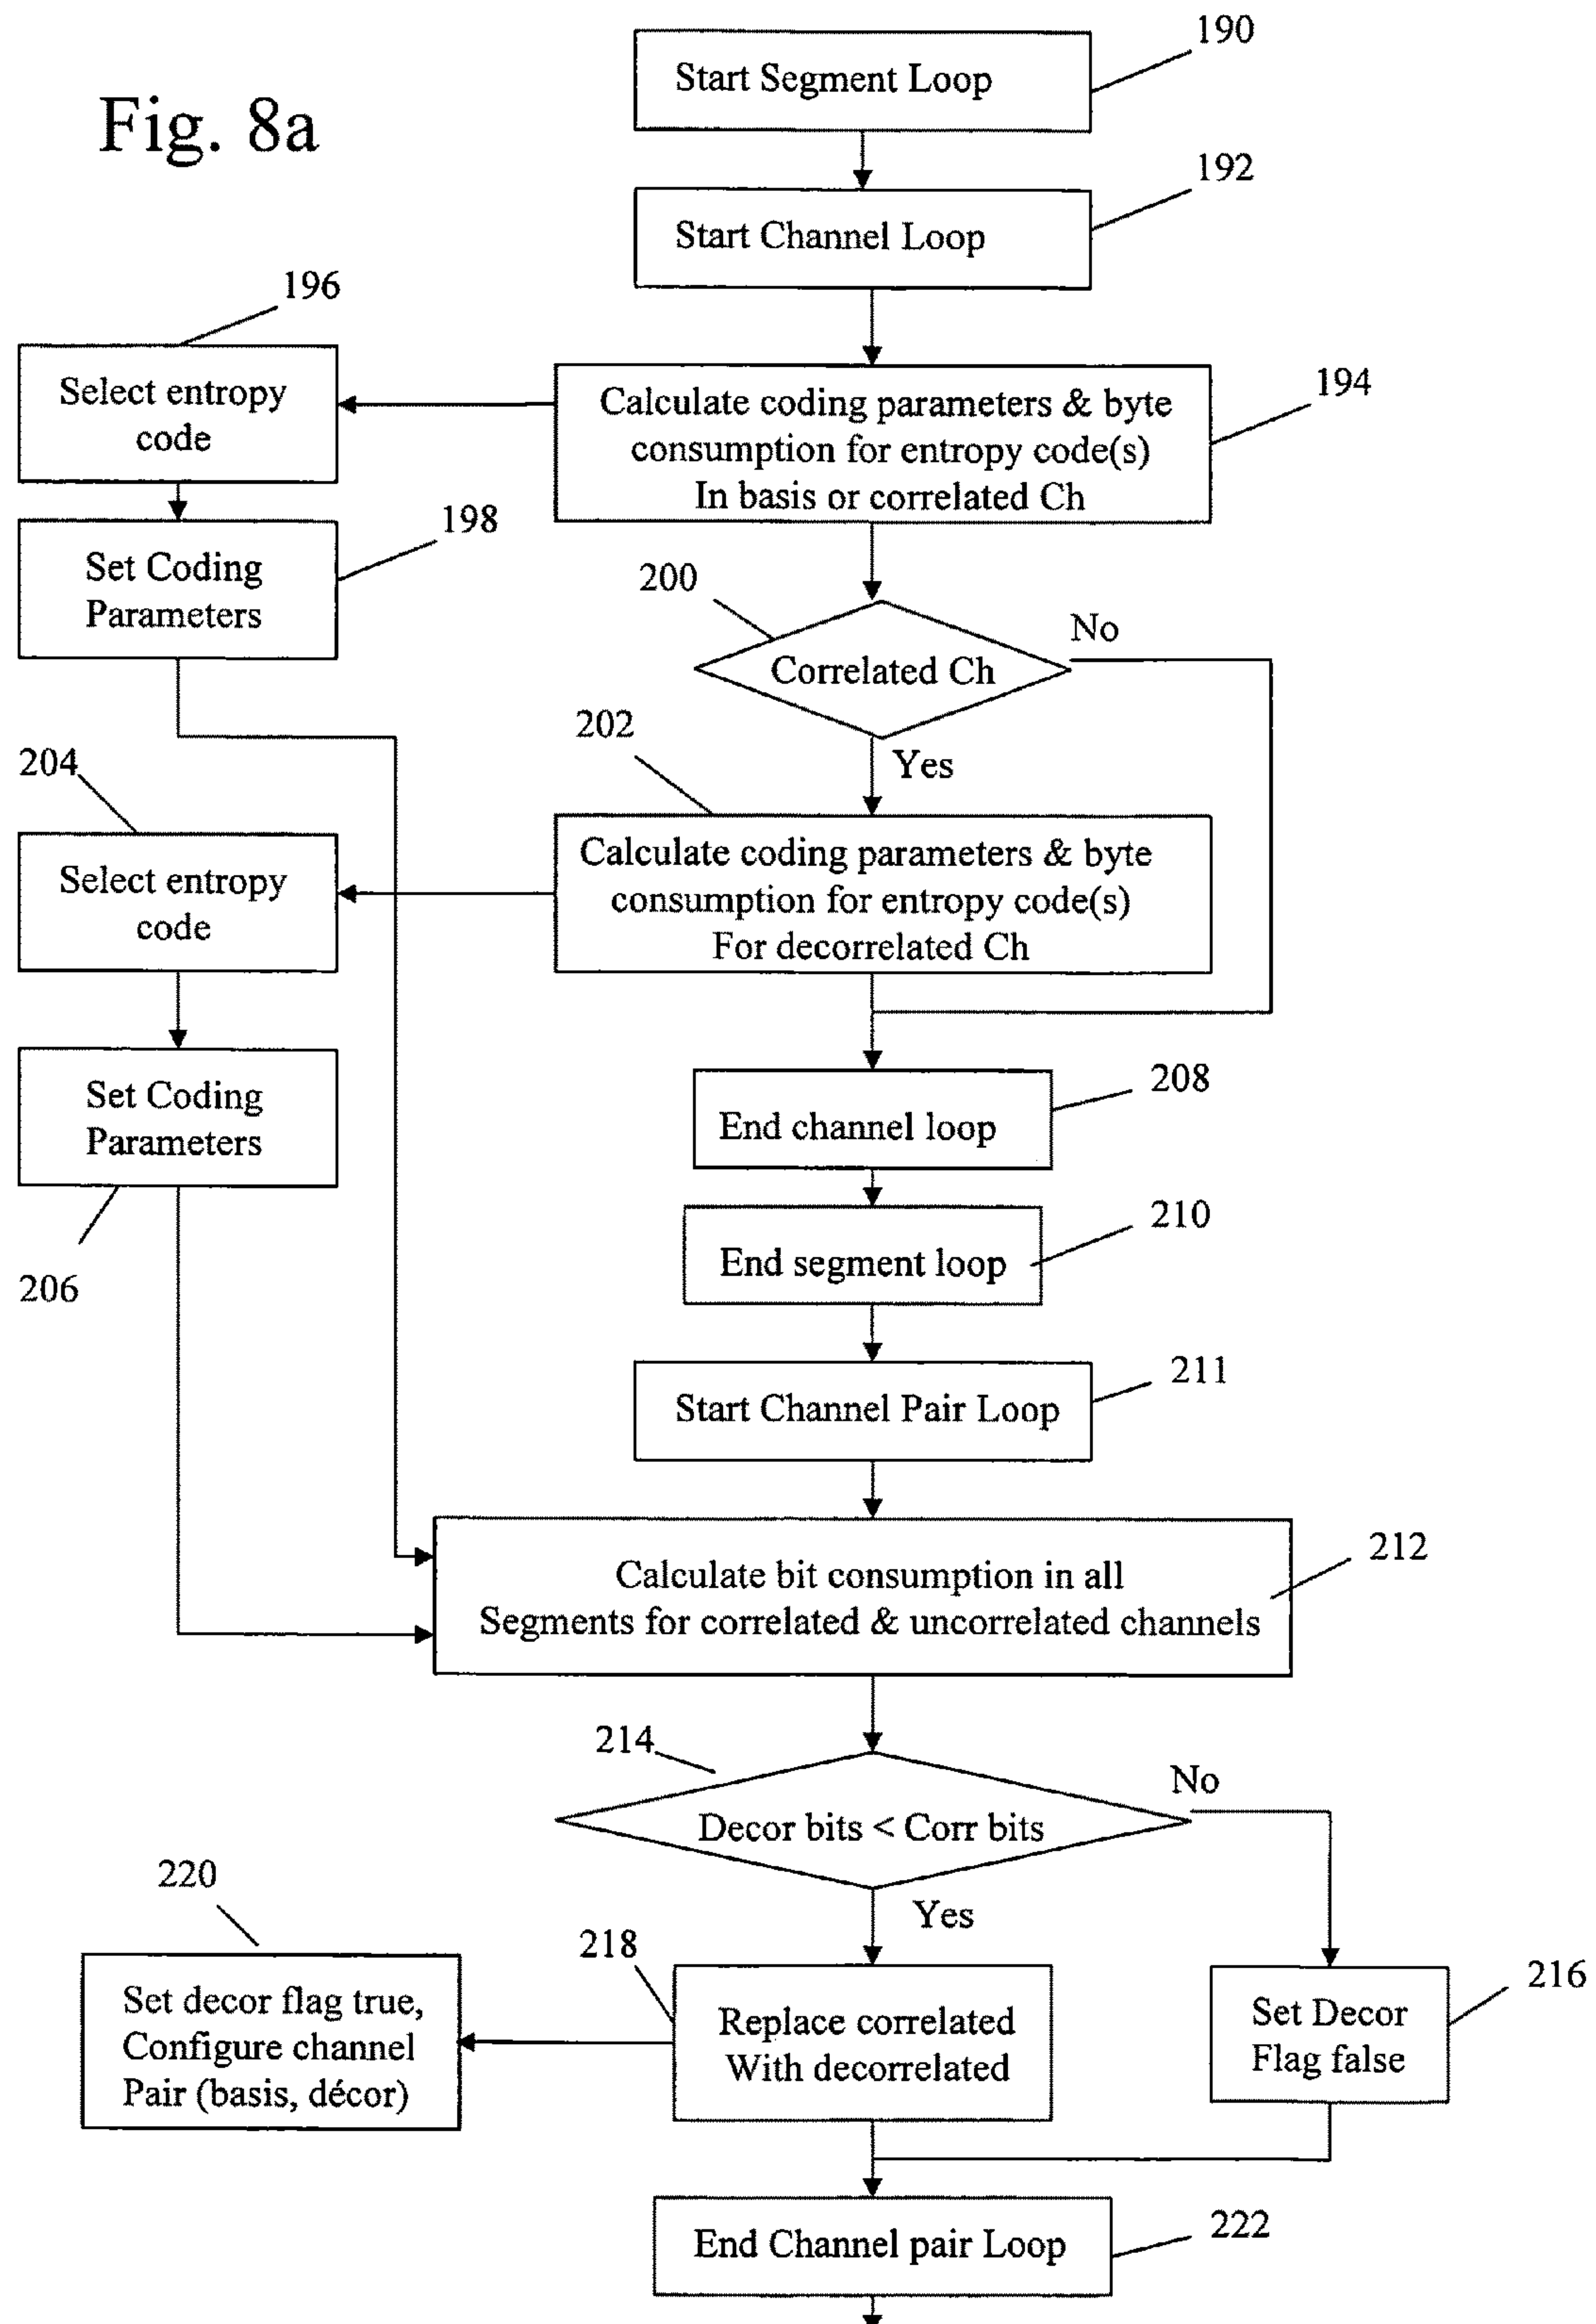 190
Start Segment Loop
Fig. 8a
192
Start Channel Loop
196
Select entropy
code
Calculate coding parameters & byte
consumption for entropy code(s)
In basis or correlated Ch
194
198
Set Coding
Parameters
200
No
Correlated Ch
202
Yes
204
Select entropy
code
Calculate coding parameters & byte
consumption for entropy code(s)
For decorrelated Ch
Set Coding
Parameters
206
208
End channel loop
210
End segment loop
211
Start Channel Pair Loop
212
Calculate bit consumption in all
Segments for correlated & uncorrelated channels
214
No
Decor bits < Corr bits
Yes
220
218
Set decor flag true,
Configure channel
Pair (basis, décor)
Replace correlated
With decorrelated
216
Set Decor
Flag false
222
End Channel pair Loop